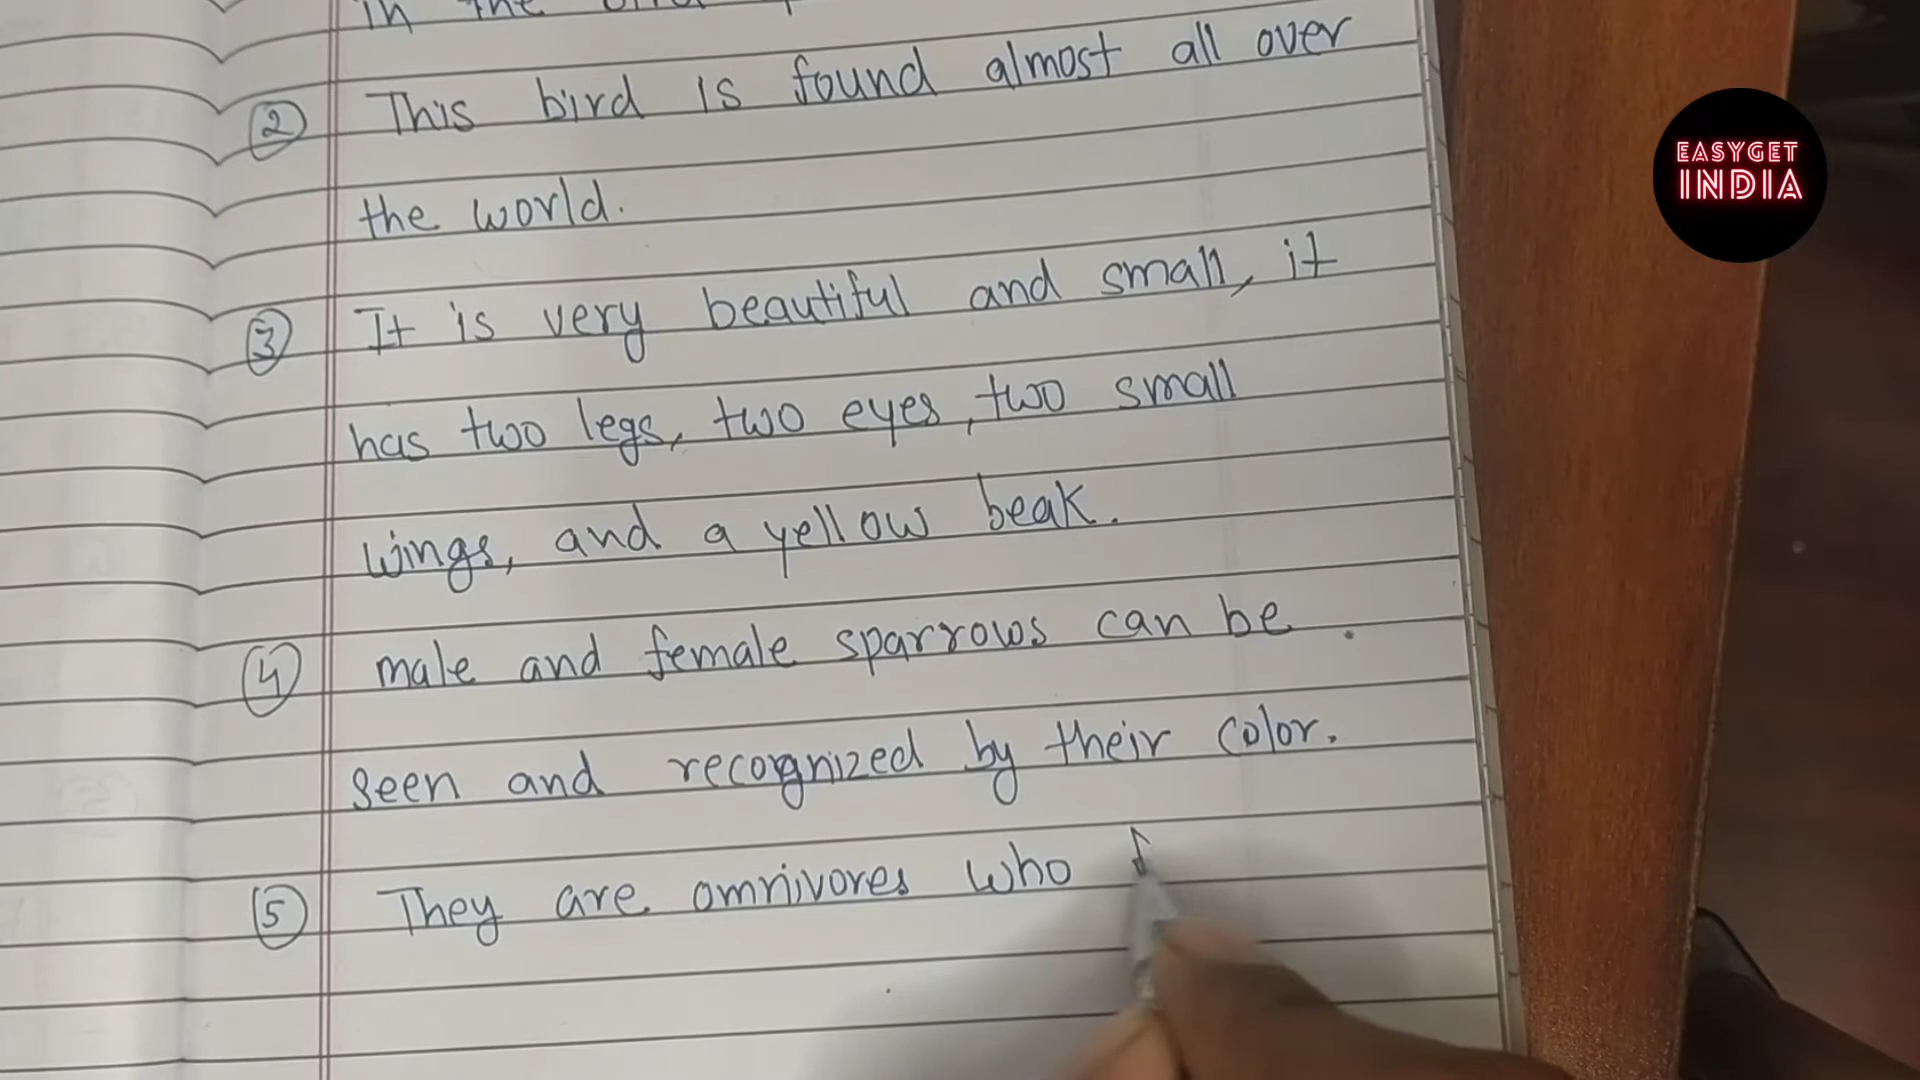 in the
② This bird is found almost all over
the world.
③ It is very beautiful and small, it
has two legs, two eyes, two small
wings, and a yellow beak.
④ male and female sparrows can be
seen and recognized by their color.
⑤ They are omnivores who
EASYGET
INDIA